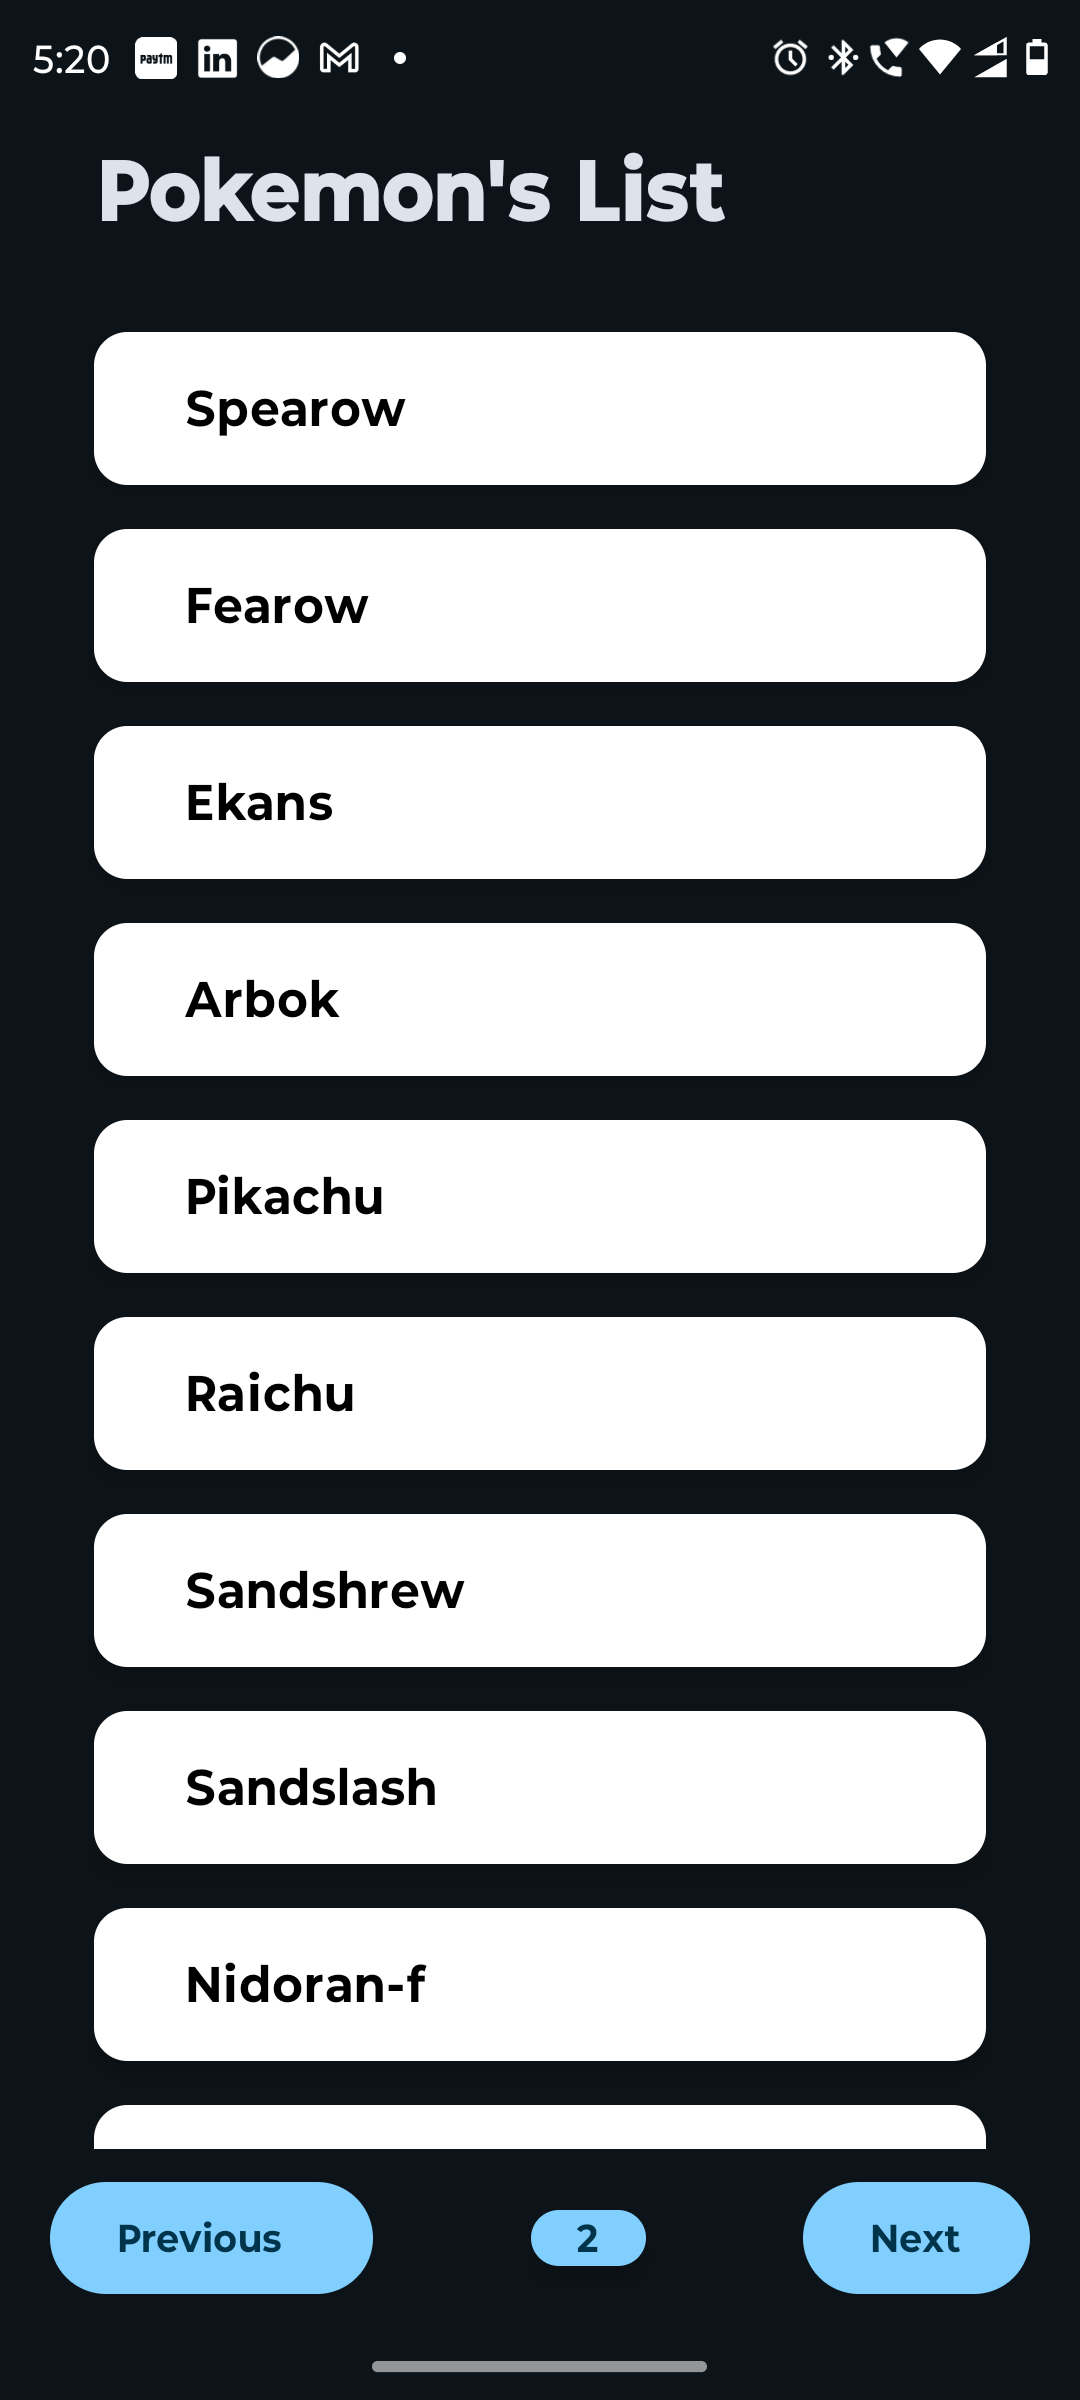 5:20 Paytm in
Pokemon's List
Spearow
Fearow
Ekans
Arbok
Pikachu
Raichu
Sandshrew
Sandslash
Nidoran-f
Previous 2 Next